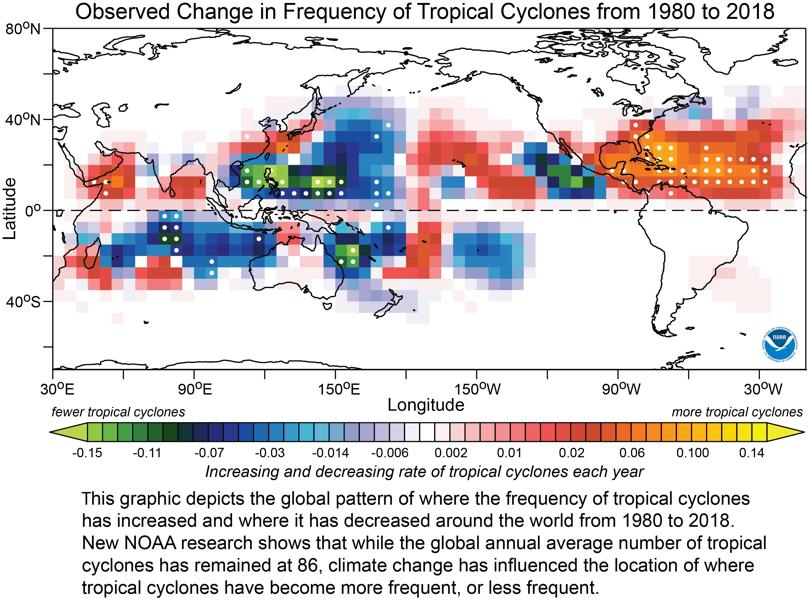 Observed Change in Frequency of Tropical Cyclones from 1980 to 2018
80°N
40°N
0°
40°S
Latitude
NOAA
30°E 90°E 150°E 150°W 90°W 30°W
Longitude
fewer tropical cyclones more tropical cyclones
-0.15 -0.11 -0.07 -0.03 -0.014 -0.006 0.002 0.01 0.02 0.06 0.100 0.14
Increasing and decreasing rate of tropical cyclones each year
This graphic depicts the global pattern of where the frequency of tropical cyclones
has increased and where it has decreased around the world from 1980 to 2018.
New NOAA research shows that while the global annual average number of tropical
cyclones has remained at 86, climate change has influenced the location of where
tropical cyclones have become more frequent, or less frequent.